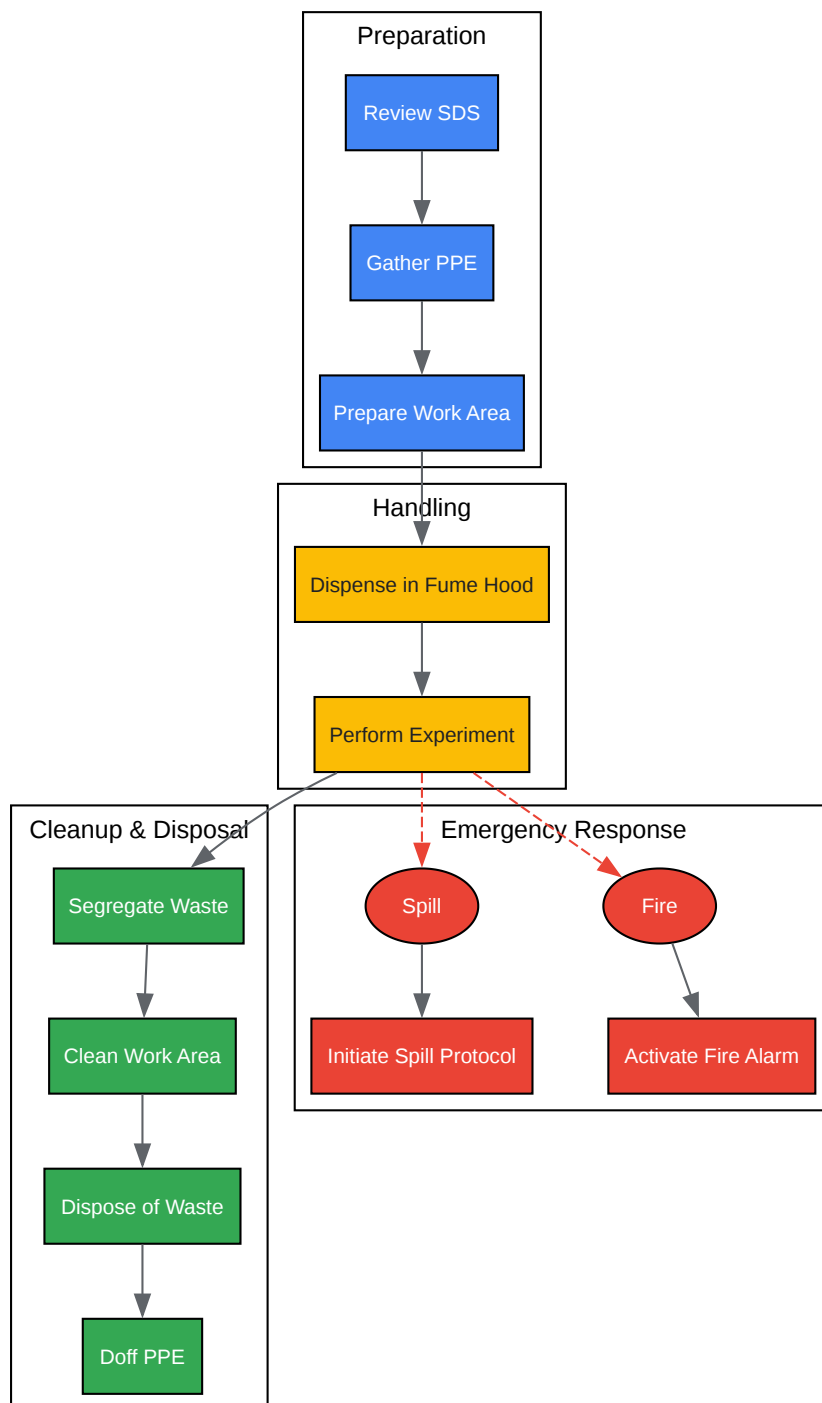 Preparation
Review SDS
Gather PPE
Prepare Work Area
Handling
Dispense in Fume Hood
Perform Experiment
Cleanup & Disposal
Segregate Waste
Clean Work Area
Dispose of Waste
Doff PPE
Emergency Response
Spill
Fire
Initiate Spill Protocol
Activate Fire Alarm